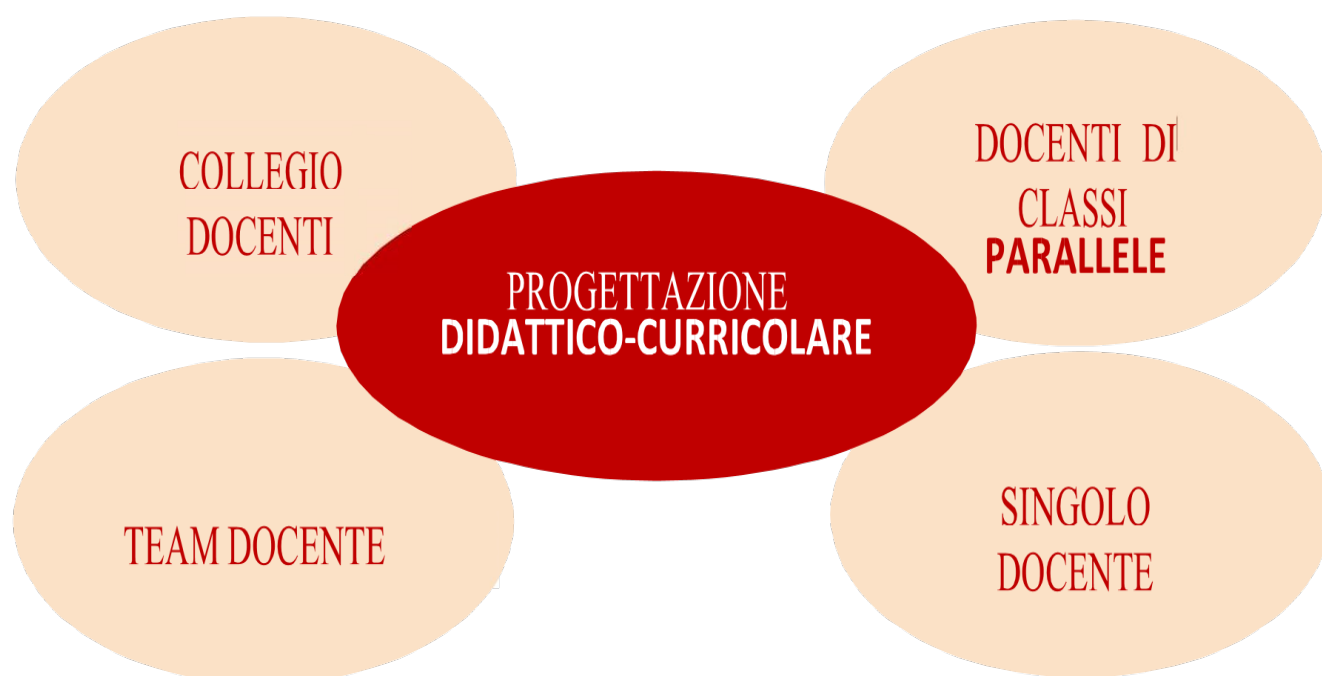 COLLEGIO
DOCENTI
DOCENTI DI
CLASSI
PARALLELE
PROGETTAZIONE
DIDATTICO-CURRICOLARE
TEAM DOCENTE
SINGOLO
DOCENTE